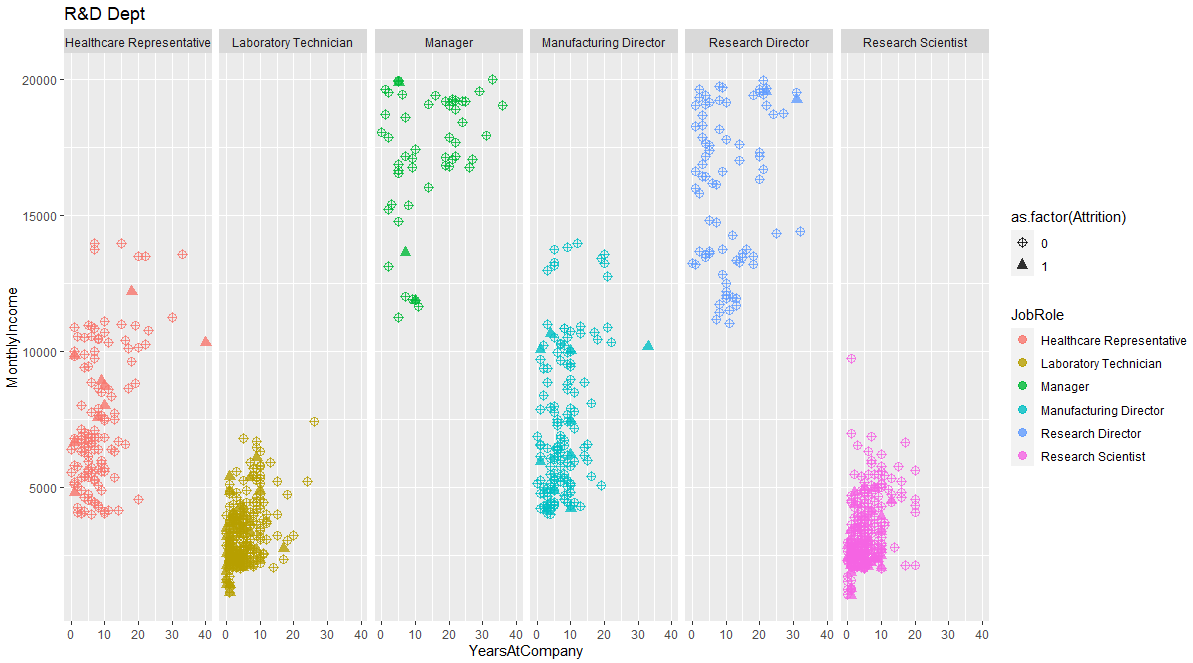 R&D Dept
Healthcare Representative Laboratory Technician Manager Manufacturing Director Research Director Research Scientist
20000
15000
10000
5000
MonthlyIncome
0 10 20 30 40 0 10 20 30 40 0 10 20 30 40 0 10 20 30 40 0 10 20 30 40 0 10 20 30 40
YearsAtCompany
as.factor(Attrition)
0
1
JobRole
Healthcare Representative
Laboratory Technician
Manager
Manufacturing Director
Research Director
Research Scientist